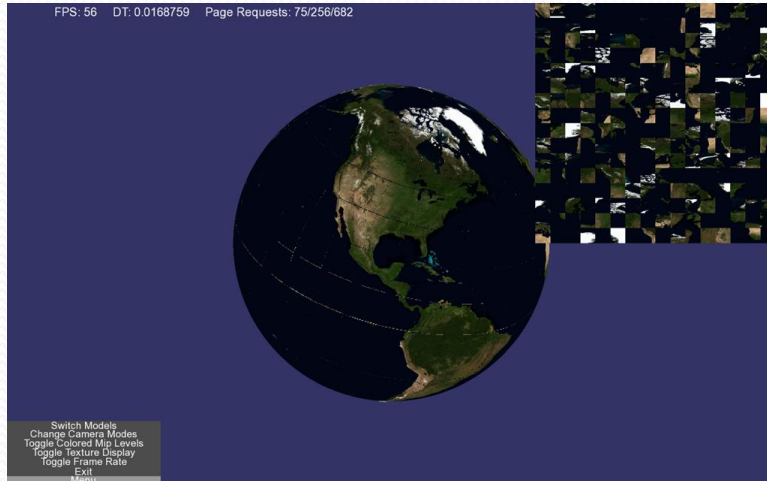 FPS: 56 DT: 0.0168759 Page Requests: 75/256/682
Switch Models
Change Camera Modes
Toggle Colored Mip Levels
Toggle Texture Display
Toggle Frame Rate
Exit
Menu